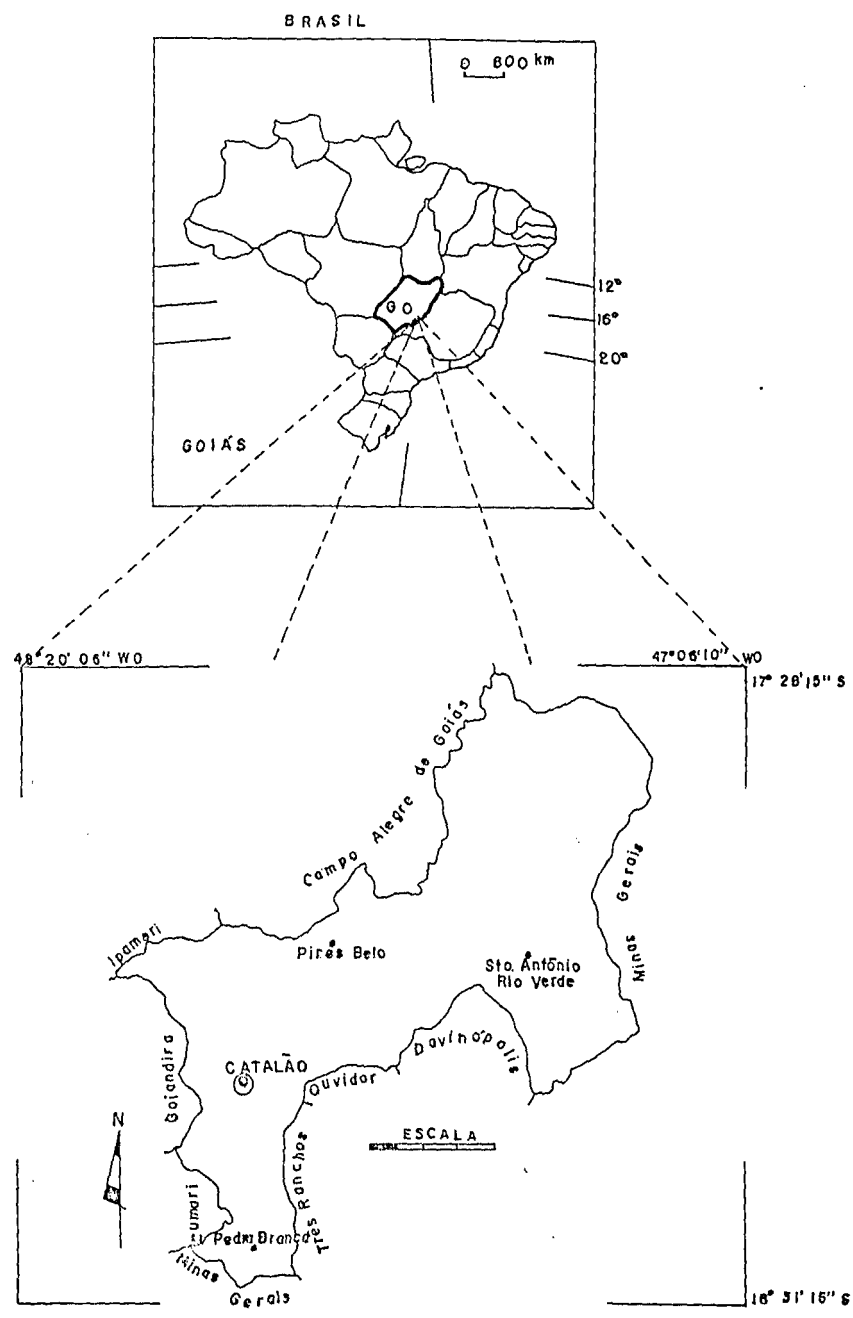 BRASIL
0 800 km
12°
16°
20°
GO
GOIÁS
48° 20' 06" WO
47° 06' 10" WO
17° 28' 15" S
Campo Alegre de Goiás
Minas Gerais
Ipameri
Pires Belo
Sto. Antônio
Rio Verde
Davinópolis
Goiandira
CATALÃO
Ouvidor
N
ESCALA
Três Ranchos
Cumari
Pedra Branca
Minas
Gerais
18° 31' 15" S